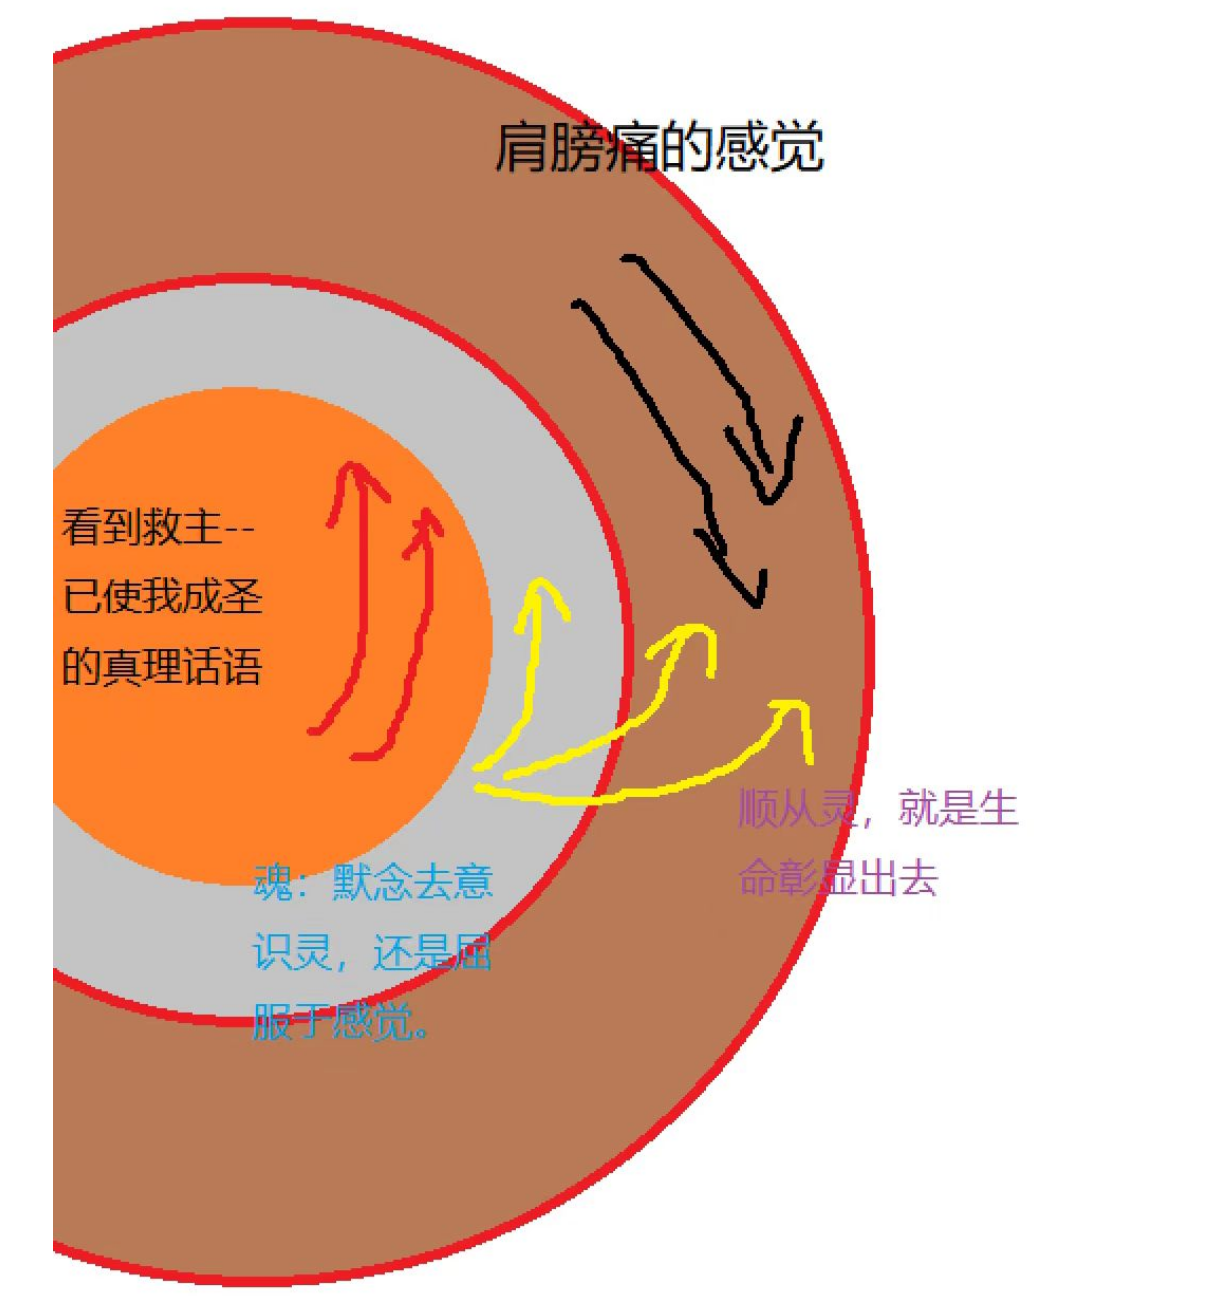 肩膀痛的感觉
看到救主--
已使我成圣
的真理话语
顺从灵，就是生
命彰显出去
魂：默念去意
识灵，还是屈
服于感觉。